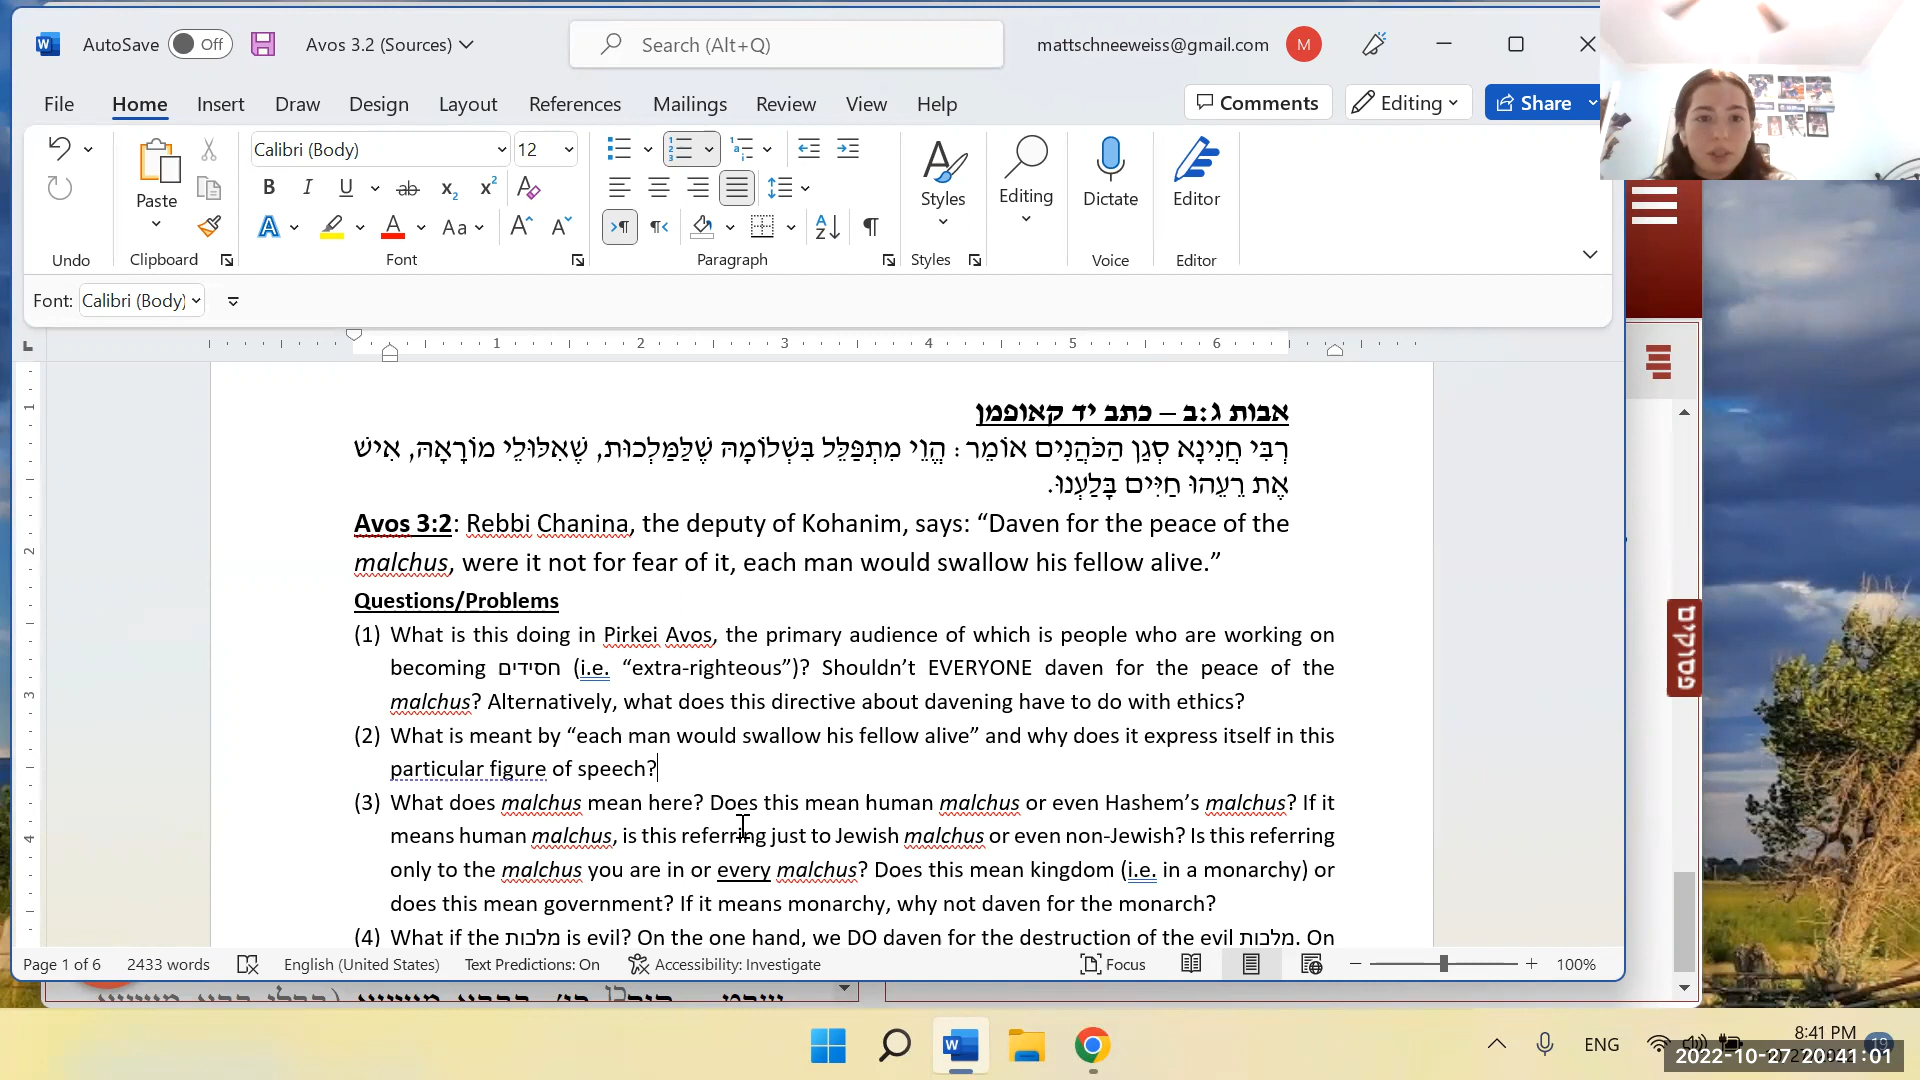 AutoSave Off Avos 3.2 (Sources) Search (Alt+Q) mattschneeweiss@gmail.com M
File Home Insert Draw Design Layout References Mailings Review View Help Comments Editing Share
Calibri (Body) 12
Paste Styles Editing Dictate Editor
Undo Clipboard Font Paragraph Styles Voice Editor
Font: Calibri (Body)
1 2 3 4 5 6
אבות ג:ב – כתב יד קאופמן
רְבִּי חֲנִינָא סְגַן הַכֹּהֲנִים אוֹמֵר: הֱוֵי מִתְפַּלֵּל בִּשְׁלוֹמָהּ שֶׁלַּמַּלְכוּת, שֶׁאִלּוּלֵי מוֹרָאָהּ, אִישׁ
אֶת רֵעֵהוּ חַיִּים בָּלַעְנוּ.
Avos 3:2: Rebbi Chanina, the deputy of Kohanim, says: “Daven for the peace of the
malchus, were it not for fear of it, each man would swallow his fellow alive.”
Questions/Problems
(1) What is this doing in Pirkei Avos, the primary audience of which is people who are working on
becoming חסידים (i.e. “extra-righteous”)? Shouldn’t EVERYONE daven for the peace of the
malchus? Alternatively, what does this directive about davening have to do with ethics?
(2) What is meant by “each man would swallow his fellow alive” and why does it express itself in this
particular figure of speech?
(3) What does malchus mean here? Does this mean human malchus or even Hashem’s malchus? If it
means human malchus, is this referring just to Jewish malchus or even non-Jewish? Is this referring
only to the malchus you are in or every malchus? Does this mean kingdom (i.e. in a monarchy) or
does this mean government? If it means monarchy, why not daven for the monarch?
(4) What if the מלכות is evil? On the one hand, we DO daven for the destruction of the evil מלכות. On
Page 1 of 6 2433 words English (United States) Text Predictions: On Accessibility: Investigate Focus 100%
פסוקים
ENG 8:41 PM
19
2022-10-27 20:41:01